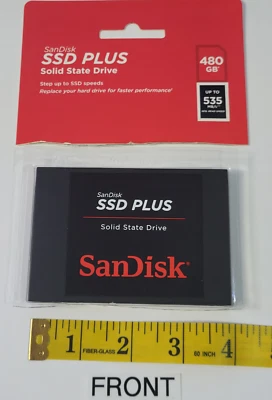 SanDisk
SSD PLUS
Solid State Drive
Step up to SSD speeds
Replace your hard drive for faster performance
480
GB
UP TO
535
MB/s
SanDisk
SSD PLUS
Solid State Drive
SanDisk
1 2 3 4
FIBER-GLASS 60 INCH
FRONT